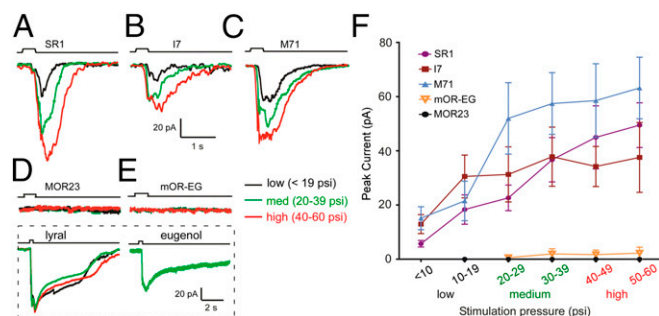 A
SR1
B
I7
C
M71
20 pA
1 s
D
MOR23
E
mOR-EG
low (< 19 psi)
med (20-39 psi)
red (40-60 psi)
lyral
eugenol
20 pA
2 s
F
SR1
I7
M71
mOR-EG
MOR23
Peak Current (pA)
80
60
40
20
0
<10
10-19
20-29
30-39
40-49
50-60
low
medium
high
Stimulation pressure (psi)